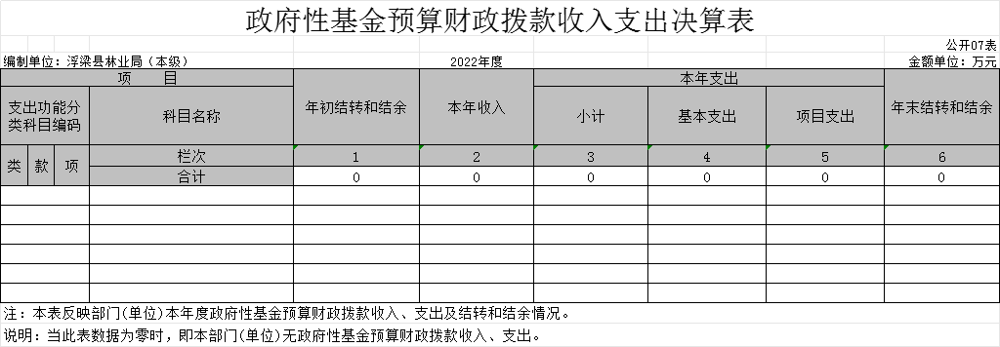 政府性基金预算财政拨款收入支出决算表
公开07表
编制单位：浮梁县林业局（本级） 2022年度 金额单位：万元
项 目 年初结转和结余 本年收入 本年支出 年末结转和结余
支出功能分类科目编码 科目名称 小计 基本支出 项目支出
类 款 项 栏次 1 2 3 4 5 6
合计 0 0 0 0 0 0
注：本表反映部门(单位)本年度政府性基金预算财政拨款收入、支出及结转和结余情况。
说明：当此表数据为零时，即本部门(单位)无政府性基金预算财政拨款收入、支出。